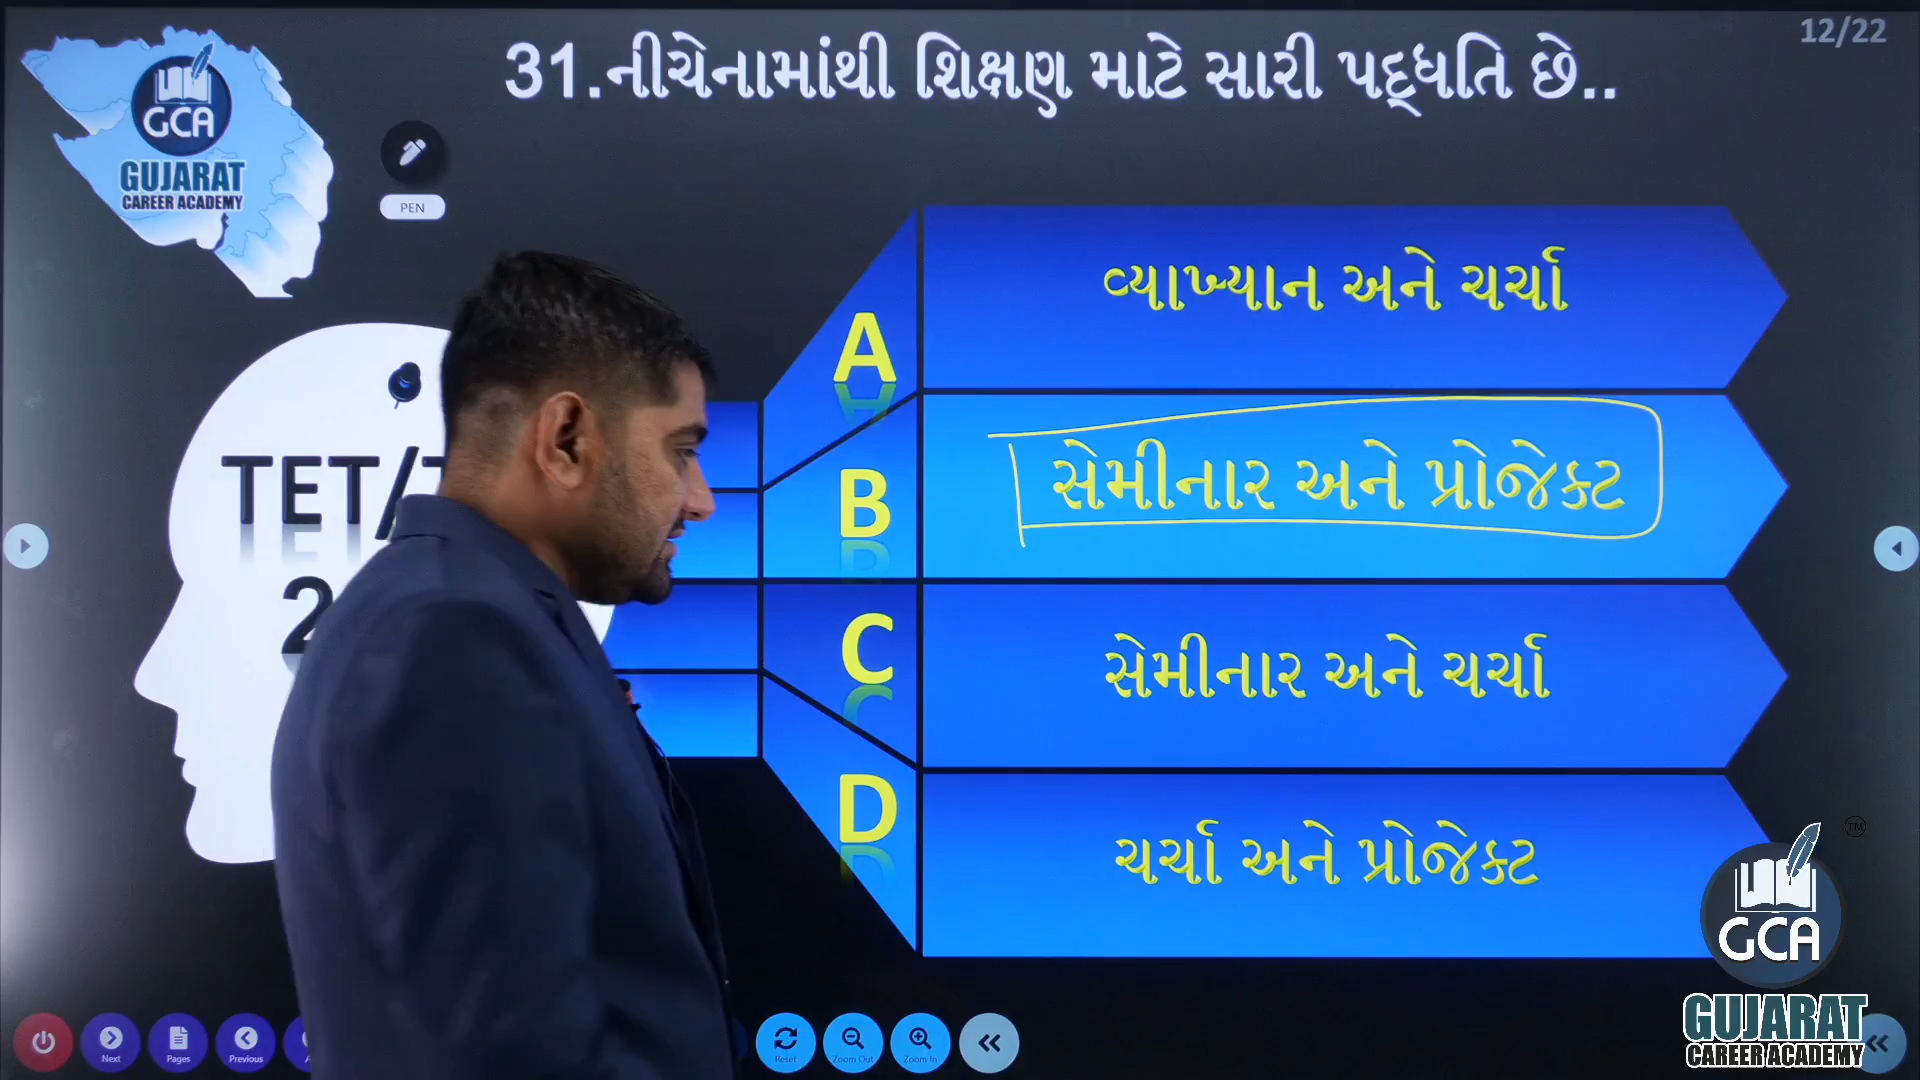 12/22
31.નીચેનામાંથી શિક્ષણ માટે સારી પદ્ધતિ છે..
GCA
GUJARAT
CAREER ACADEMY
PEN
A
વ્યાખ્યાન અને ચર્ચા
TET/
B
સેમીનાર અને પ્રોજેક્ટ
2
C
સેમીનાર અને ચર્ચા
D
ચર્ચા અને પ્રોજેક્ટ
TM
GCA
GUJARAT
CAREER ACADEMY
Next
Pages
Previous
Reset
Zoom Out
Zoom In